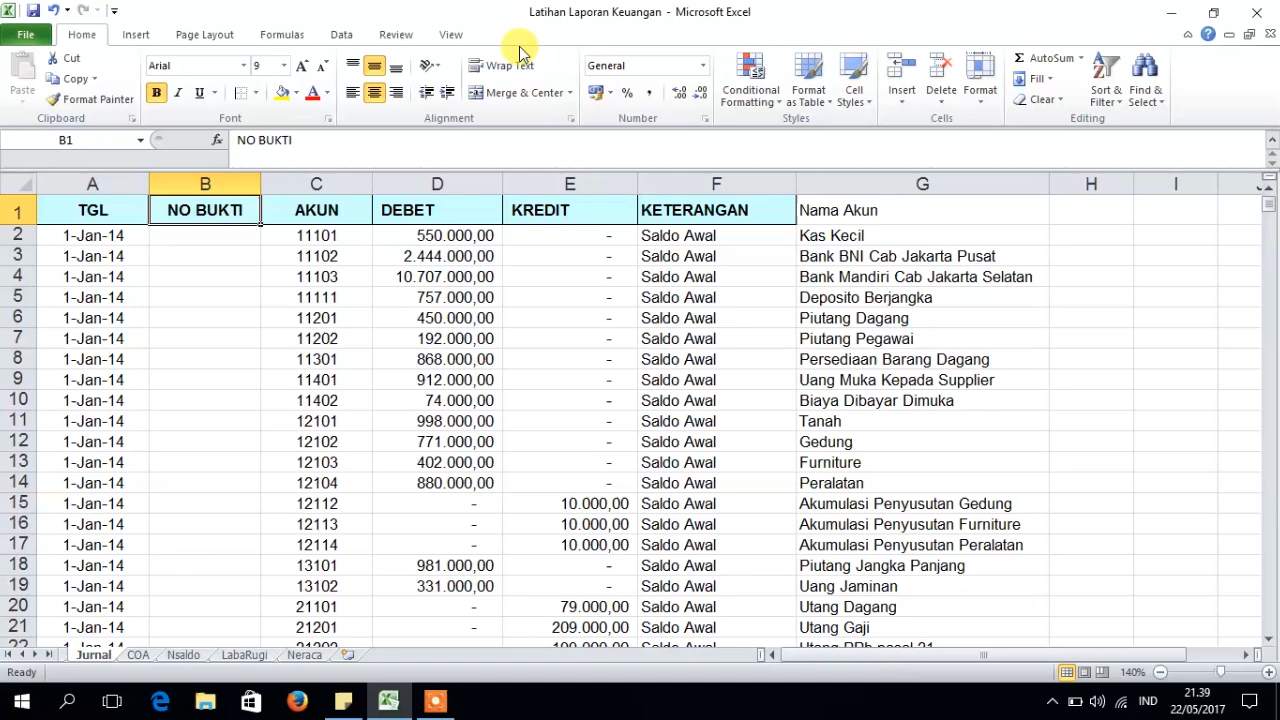 Latihan Laporan Keuangan - Microsoft Excel
File Home Insert Page Layout Formulas Data Review View
Paste Cut Copy Format Painter
Arial 9
B I U A A A
Wrap Text
Merge & Center
General
% ,
Conditional Formatting Format as Table Cell Styles
Insert Delete Format
Σ AutoSum Fill Clear
Sort & Filter Find & Select
Clipboard Font Alignment Number Styles Cells Editing
B1 fx NO BUKTI
A B C D E F G H I
1 TGL NO BUKTI AKUN DEBET KREDIT KETERANGAN Nama Akun
2 1-Jan-14 11101 550.000,00 - Saldo Awal Kas Kecil
3 1-Jan-14 11102 2.444.000,00 - Saldo Awal Bank BNI Cab Jakarta Pusat
4 1-Jan-14 11103 10.707.000,00 - Saldo Awal Bank Mandiri Cab Jakarta Selatan
5 1-Jan-14 11111 757.000,00 - Saldo Awal Deposito Berjangka
6 1-Jan-14 11201 450.000,00 - Saldo Awal Piutang Dagang
7 1-Jan-14 11202 192.000,00 - Saldo Awal Piutang Pegawai
8 1-Jan-14 11301 868.000,00 - Saldo Awal Persediaan Barang Dagang
9 1-Jan-14 11401 912.000,00 - Saldo Awal Uang Muka Kepada Supplier
10 1-Jan-14 11402 74.000,00 - Saldo Awal Biaya Dibayar Dimuka
11 1-Jan-14 12101 998.000,00 - Saldo Awal Tanah
12 1-Jan-14 12102 771.000,00 - Saldo Awal Gedung
13 1-Jan-14 12103 402.000,00 - Saldo Awal Furniture
14 1-Jan-14 12104 880.000,00 - Saldo Awal Peralatan
15 1-Jan-14 12112 - 10.000,00 Saldo Awal Akumulasi Penyusutan Gedung
16 1-Jan-14 12113 - 10.000,00 Saldo Awal Akumulasi Penyusutan Furniture
17 1-Jan-14 12114 - 10.000,00 Saldo Awal Akumulasi Penyusutan Peralatan
18 1-Jan-14 13101 981.000,00 - Saldo Awal Piutang Jangka Panjang
19 1-Jan-14 13102 331.000,00 - Saldo Awal Uang Jaminan
20 1-Jan-14 21101 - 79.000,00 Saldo Awal Utang Dagang
21 1-Jan-14 21201 - 209.000,00 Saldo Awal Utang Gaji
22 1-Jan-14 Saldo Awal
Jurnal COA Nsaldo LabaRugi Neraca
Ready 140%
IND 21.39
22/05/2017